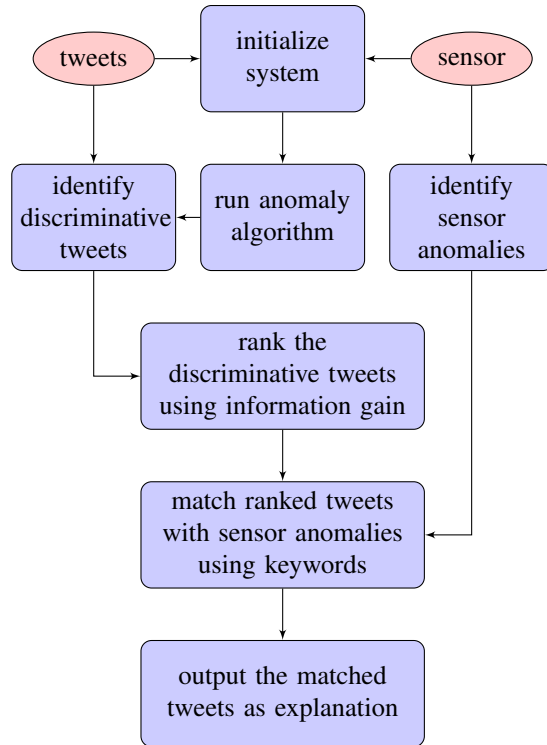 tweets
initialize
system
sensor
identify
discriminative
tweets
run anomaly
algorithm
identify
sensor
anomalies
rank the
discriminative tweets
using information gain
match ranked tweets
with sensor anomalies
using keywords
output the matched
tweets as explanation